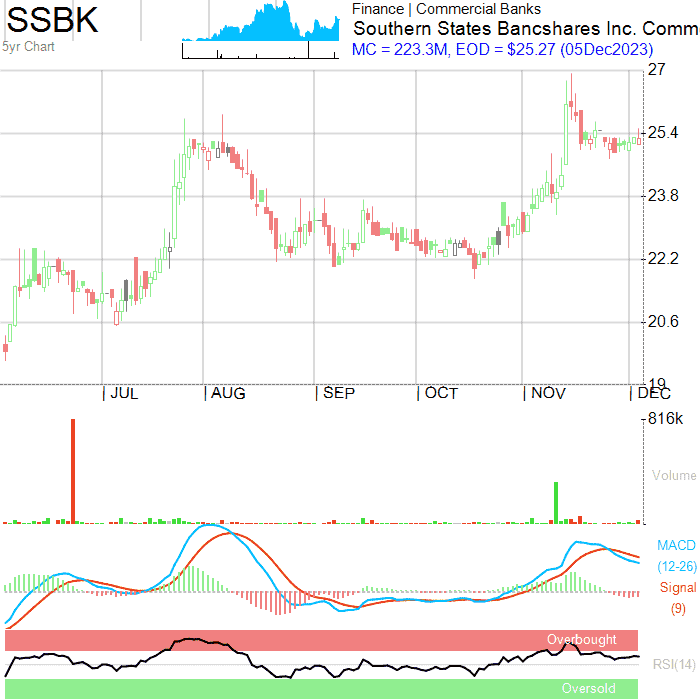 SSBK
5yr Chart
Finance | Commercial Banks
Southern States Bancshares Inc. Comm
MC = 223.3M, EOD = $25.27 (05Dec2023)
27
25.4
23.8
22.2
20.6
19
| JUL | AUG | SEP | OCT | NOV | DEC
816k
Volume
MACD
(12-26)
Signal
(9)
Overbought
RSI(14)
Oversold